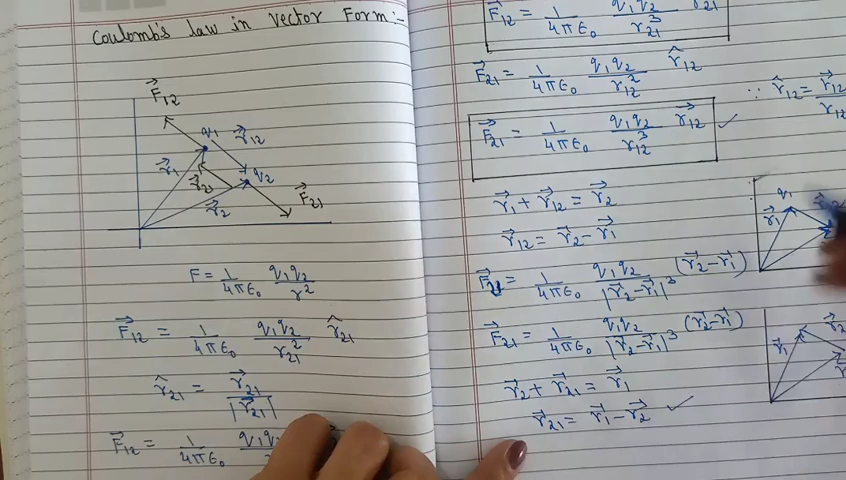 Coulomb's law in Vector Form:-
F⃗₁₂
q₁
r⃗₁₂
r⃗₁
r⃗₂₁
q₂
r⃗₂
F⃗₂₁
F = 1/4πε₀ q₁q₂/r²
F⃗₁₂ = 1/4πε₀ q₁q₂/r₂₁² r̂₂₁
r̂₂₁ = r⃗₂₁/|r⃗₂₁|
F⃗₁₂ = 1/4πε₀
F⃗₁₂ = 1/4πε₀ q₁q₂/r₂₁³ r⃗₂₁
F⃗₂₁ = 1/4πε₀ q₁q₂/r₁₂² r̂₁₂
∵ r̂₁₂ = r⃗₁₂/r₁₂
F⃗₂₁ = 1/4πε₀ q₁q₂/r₁₂³ r⃗₁₂ ✓
r⃗₁ + r⃗₁₂ = r⃗₂
r⃗₁₂ = r⃗₂ - r⃗₁
q₁
r⃗₁
F⃗₂₁ = 1/4πε₀ q₁q₂/|r⃗₂ - r⃗₁|³ (r⃗₂ - r⃗₁)
F⃗₂₁ = 1/4πε₀ q₁q₂/|r⃗₂ - r⃗₁|³ (r⃗₂ - r⃗₁)
r⃗₁
r⃗₂ + r⃗₂₁ = r⃗₁
r⃗₂₁ = r⃗₁ - r⃗₂ ✓